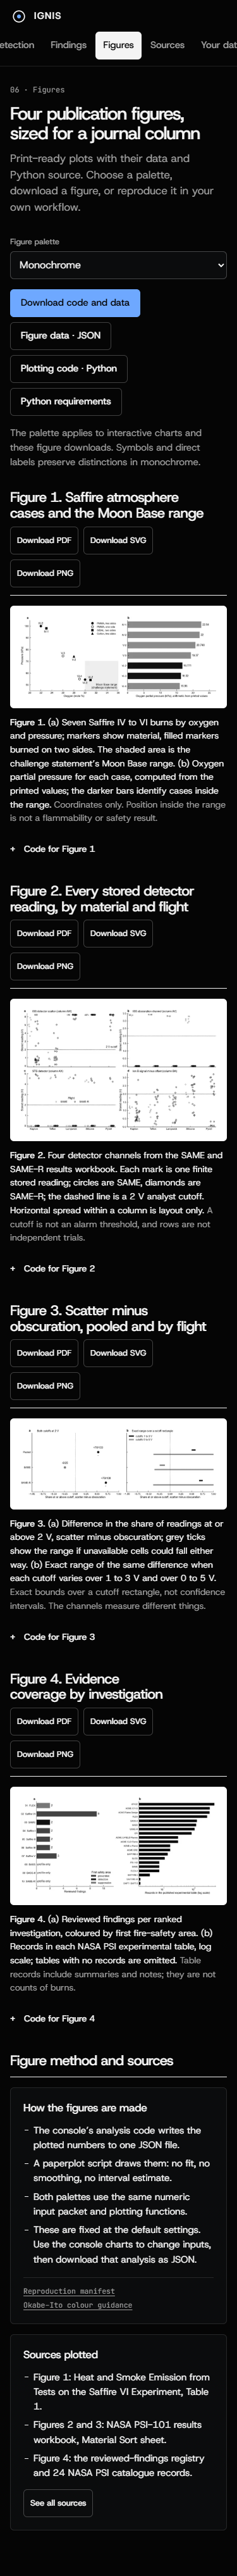 IGNIS
etection Findings Figures Sources Your dat
06 · Figures
Four publication figures,
sized for a journal column
Print-ready plots with their data and
Python source. Choose a palette,
download a figure, or reproduce it in your
own workflow.
Figure palette
Monochrome
Download code and data
Figure data · JSON
Plotting code · Python
Python requirements
The palette applies to interactive charts and
these figure downloads. Symbols and direct
labels preserve distinctions in monochrome.
Figure 1. Saffire atmosphere
cases and the Moon Base range
Download PDF Download SVG
Download PNG
Figure 1. (a) Seven Saffire IV to VI burns by oxygen
and pressure; markers show material, filled markers
burned on two sides. The shaded area is the
challenge statement's Moon Base range. (b) Oxygen
partial pressure for each case, computed from the
printed values; the darker bars identify cases inside
the range. Coordinates only. Position inside the range
is not a flammability or safety result.
+ Code for Figure 1
Figure 2. Every stored detector
reading, by material and flight
Download PDF Download SVG
Download PNG
Figure 2. Four detector channels from the SAME and
SAME-R results workbook. Each mark is one finite
stored reading; circles are SAME, diamonds are
SAME-R; the dashed line is a 2 V analyst cutoff.
Horizontal spread within a column is layout only. A
cutoff is not an alarm threshold, and rows are not
independent trials.
+ Code for Figure 2
Figure 3. Scatter minus
obscuration, pooled and by flight
Download PDF Download SVG
Download PNG
Figure 3. (a) Difference in the share of readings at or
above 2 V, scatter minus obscuration; grey ticks
show the range if unavailable cells could fall either
way. (b) Exact range of the same difference when
each cutoff varies over 1 to 3 V and over 0 to 5 V.
Exact bounds over a cutoff rectangle, not confidence
intervals. The channels measure different things.
+ Code for Figure 3
Figure 4. Evidence
coverage by investigation
Download PDF Download SVG
Download PNG
Figure 4. (a) Reviewed findings per ranked
investigation, coloured by first fire-safety area. (b)
Records in each NASA PSI experimental table, log
scale; tables with no records are omitted. Table
records include summaries and notes; they are not
counts of burns.
+ Code for Figure 4
Figure method and sources
How the figures are made
– The console's analysis code writes the
plotted numbers to one JSON file.
– A paperplot script draws them: no fit, no
smoothing, no interval estimate.
– Both palettes use the same numeric
input packet and plotting functions.
– These are fixed at the default settings.
Use the console charts to change inputs,
then download that analysis as JSON.
Reproduction manifest
Okabe-Ito colour guidance
Sources plotted
– Figure 1: Heat and Smoke Emission from
Tests on the Saffire VI Experiment, Table
1.
– Figures 2 and 3: NASA PSI-101 results
workbook, Material Sort sheet.
– Figure 4: the reviewed-findings registry
and 24 NASA PSI catalogue records.
See all sources